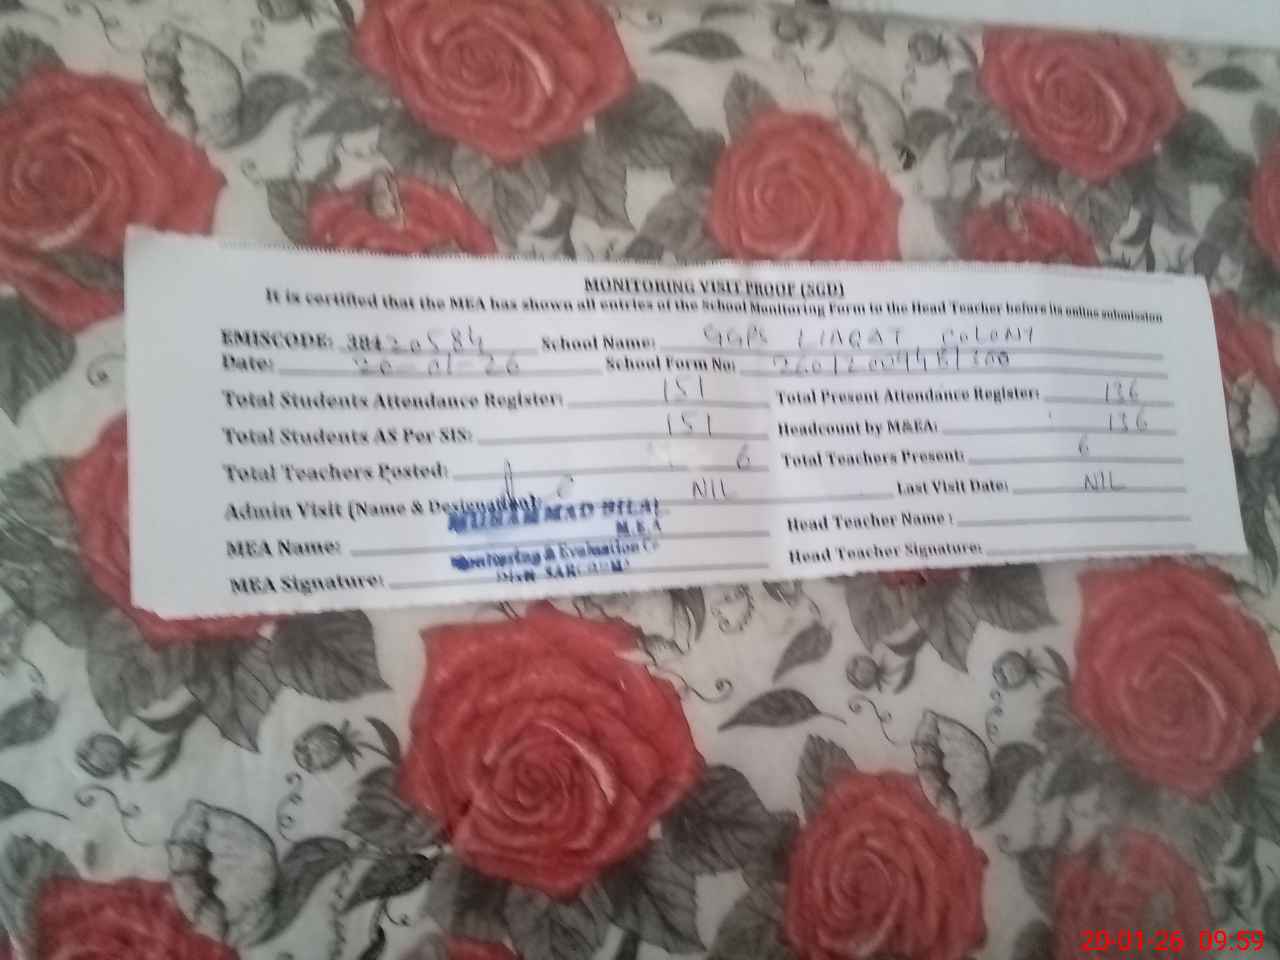 MONITORING VISIT PROOF (SGD)
It is certified that the MEA has shown all entries of the School Monitoring Form to the Head Teacher before its online submission
EMISCODE: 38420584 School Name: GGPS LIAQAT COLONY
Date: 20-01-26 School Form No:
Total Students Attendance Register: 151 Total Present Attendance Register: 136
Total Students AS Per SIS: 151 Headcount by M&EA: 136
Total Teachers Posted: 6 Total Teachers Present: 6
Admin Visit (Name & Designation): NIL Last Visit Date: NIL
MUHAMMAD BILAL
M.E.A
MEA Name: Head Teacher Name :
Monitoring & Evaluation
MEA Signature: Head Teacher Signature:
20-01-26 09:59